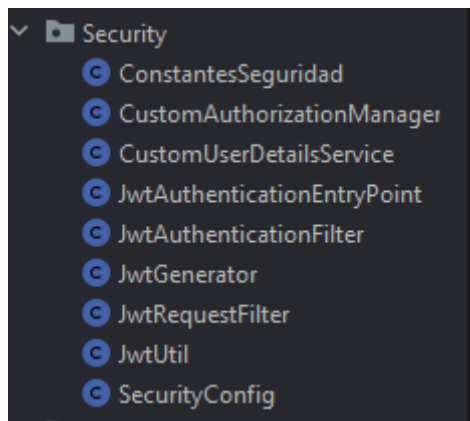 Security
C ConstantesSeguridad
C CustomAuthorizationManager
C CustomUserDetailsService
C JwtAuthenticationEntryPoint
C JwtAuthenticationFilter
C JwtGenerator
C JwtRequestFilter
C JwtUtil
C SecurityConfig